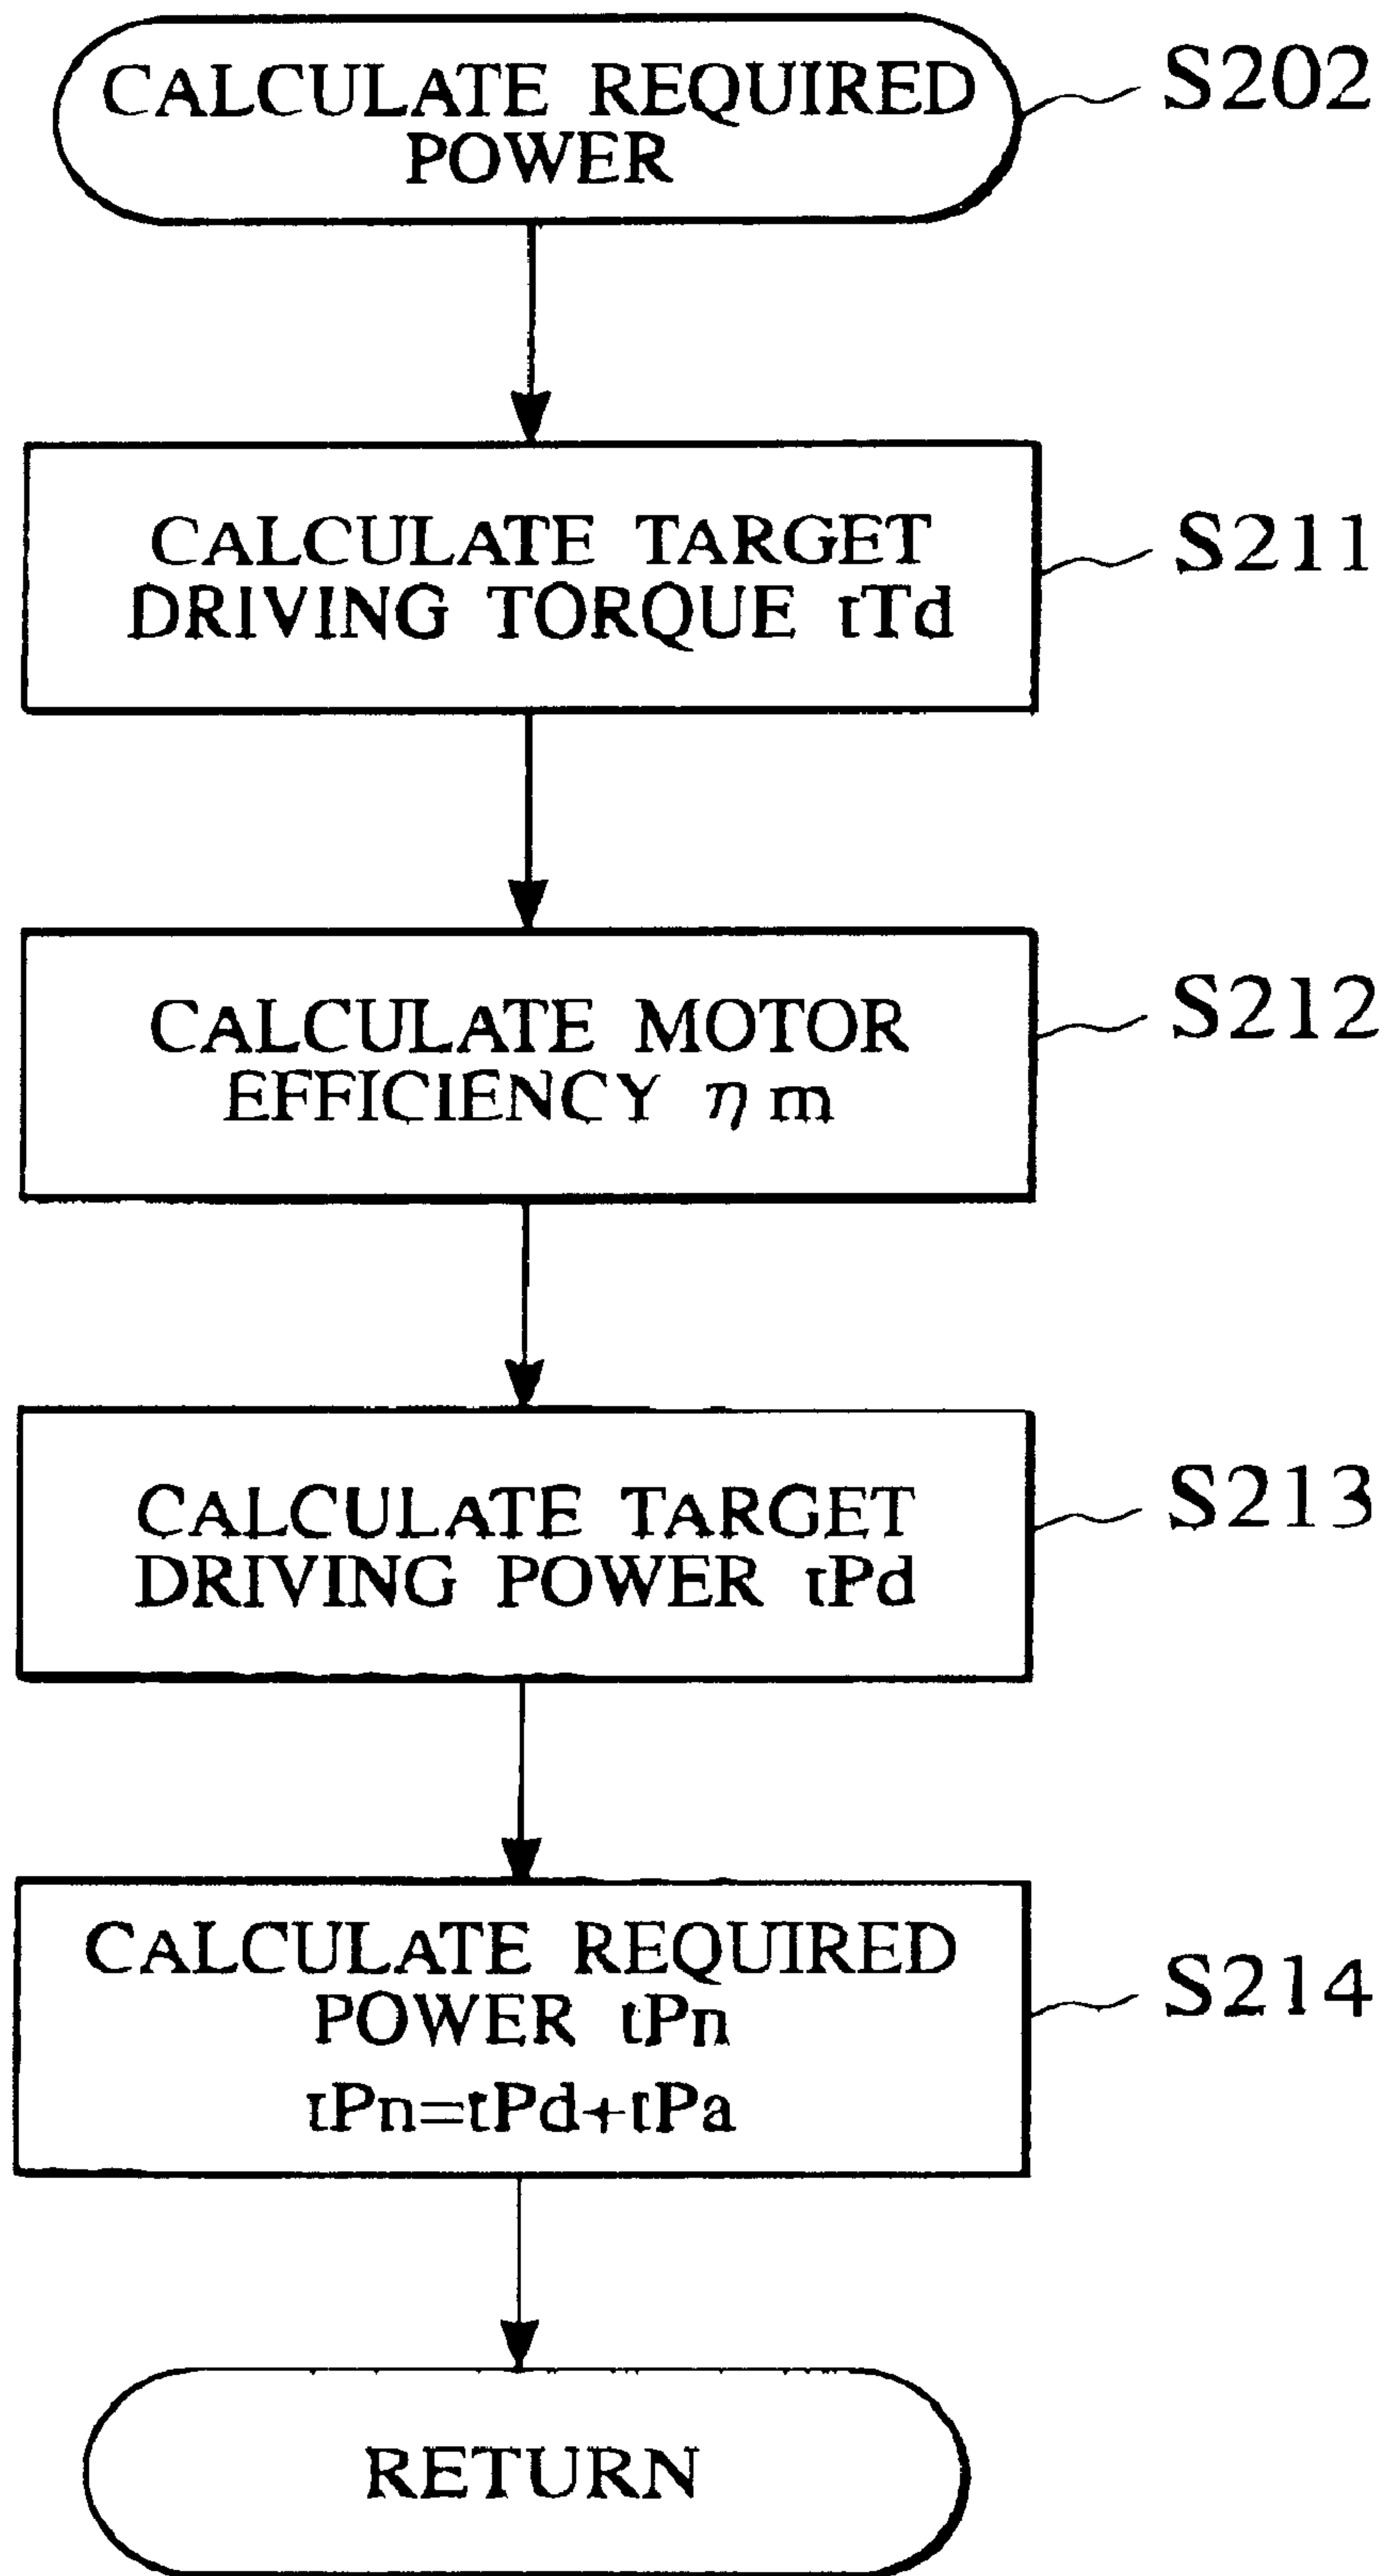 CALCULATE REQUIRED
POWER
S202
CALCULATE TARGET
DRIVING TORQUE tTd
S211
CALCULATE MOTOR
EFFICIENCY η m
S212
CALCULATE TARGET
DRIVING POWER tPd
S213
CALCULATE REQUIRED
POWER tPn
tPn=tPd+tPa
S214
RETURN